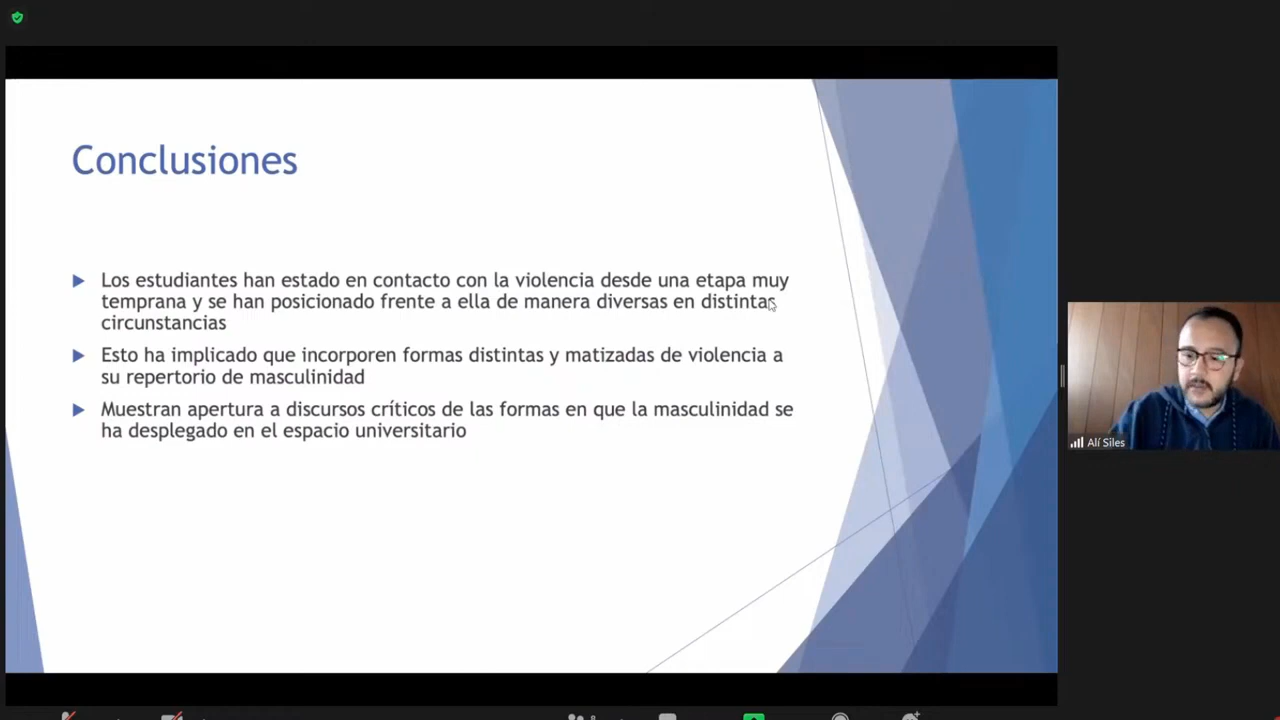 Conclusiones
Los estudiantes han estado en contacto con la violencia desde una etapa muy
temprana y se han posicionado frente a ella de manera diversas en distintas
circunstancias
Esto ha implicado que incorporen formas distintas y matizadas de violencia a
su repertorio de masculinidad
Muestran apertura a discursos críticos de las formas en que la masculinidad se
ha desplegado en el espacio universitario
Alí Siles